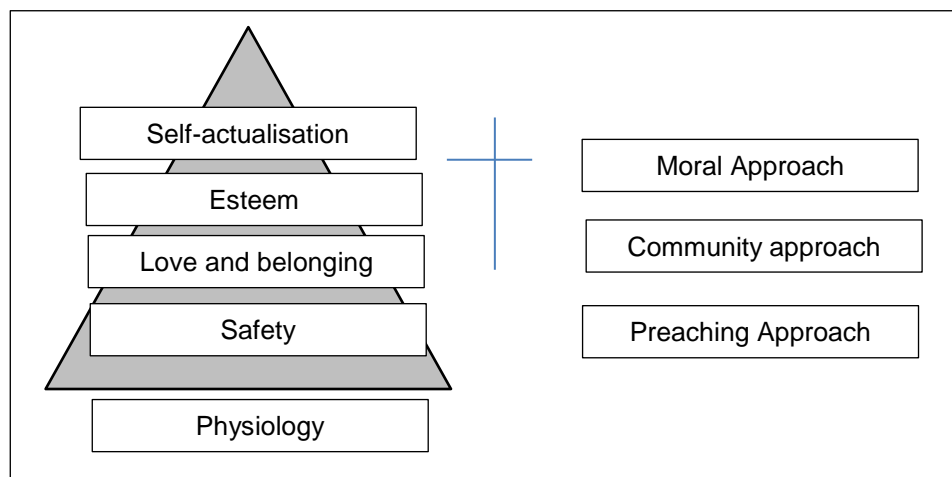 Self-actualisation
Esteem
Love and belonging
Safety
Physiology
Moral Approach
Community approach
Preaching Approach